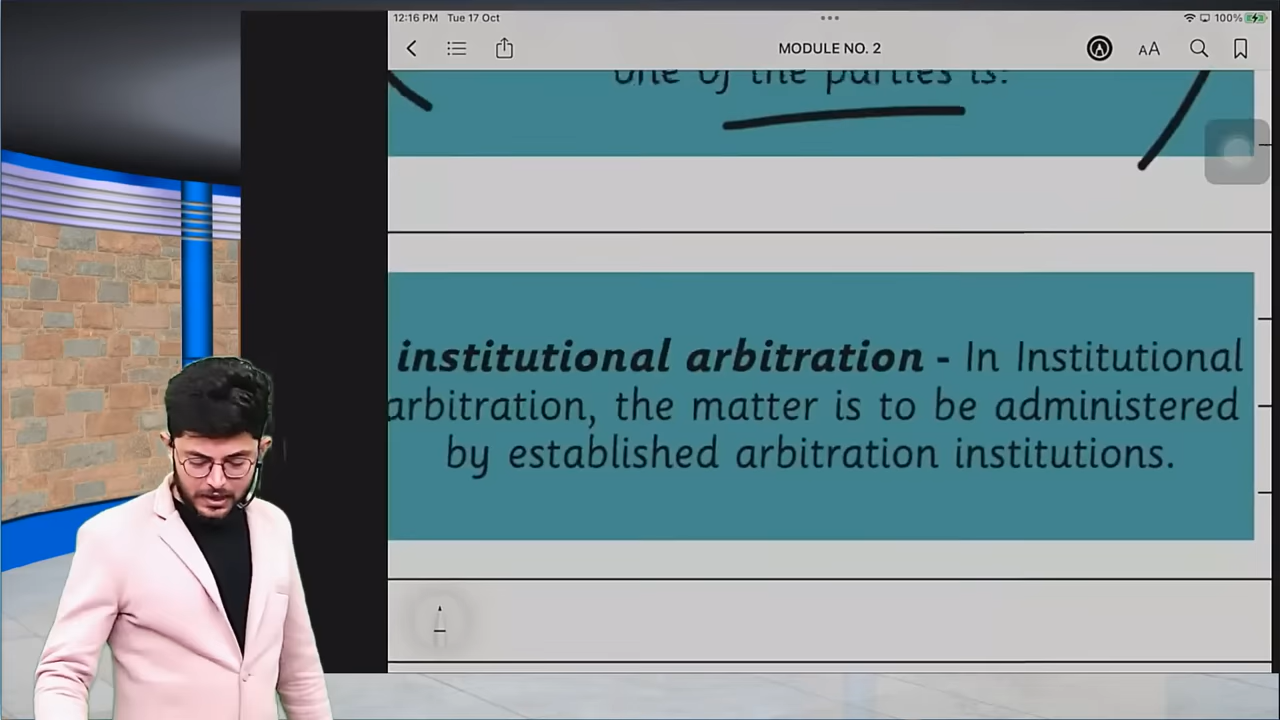 12:16 PM Tue 17 Oct
100%
MODULE NO. 2
AA
one of the parties is:
institutional arbitration - In Institutional
arbitration, the matter is to be administered
by established arbitration institutions.